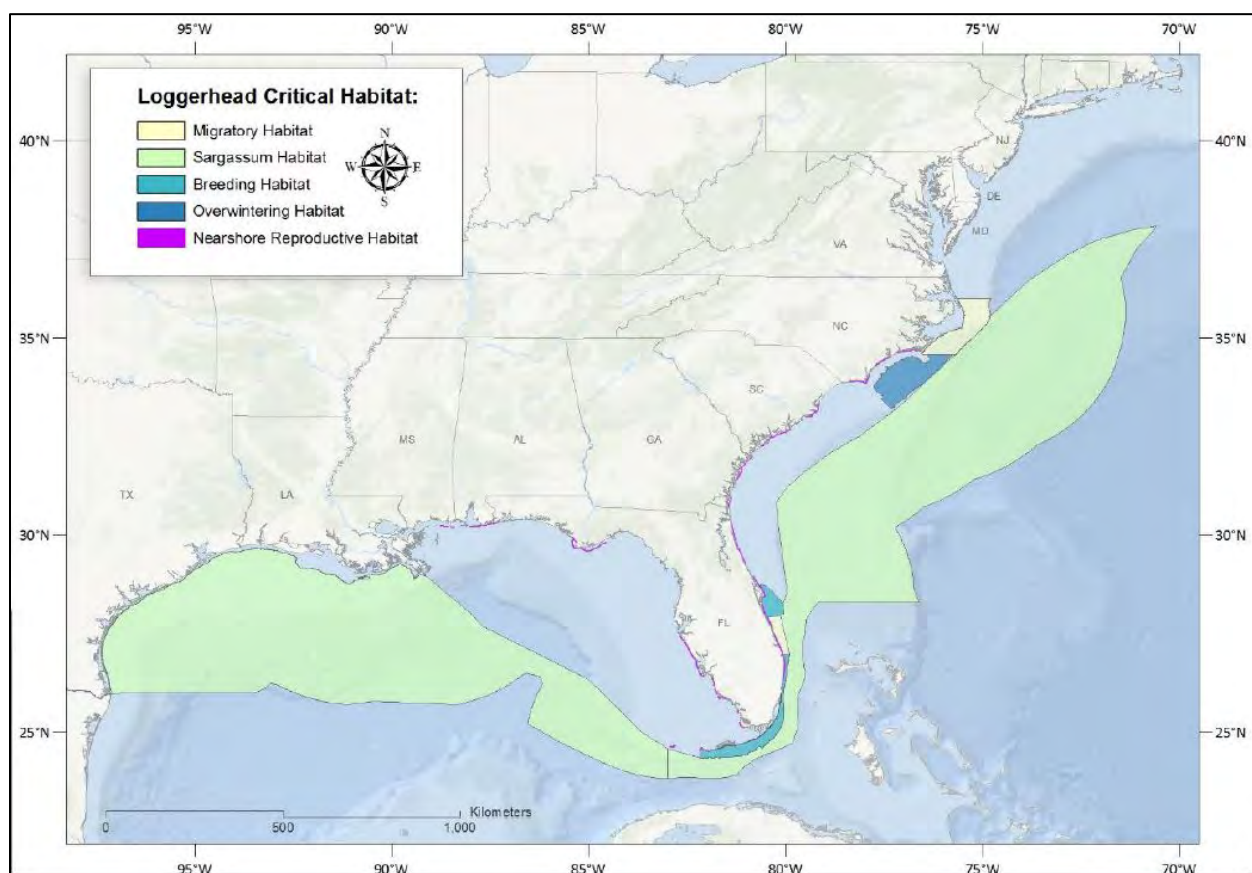 95°W 90°W 85°W 80°W 75°W 70°W
Loggerhead Critical Habitat:
Migratory Habitat
Sargassum Habitat
Breeding Habitat
Overwintering Habitat
Nearshore Reproductive Habitat
N
W E
S
40°N 40°N
NJ
DE
MD
VA
35°N 35°N
NC
SC
MS AL GA
TX LA
30°N 30°N
FL
25°N 25°N
Kilometers
0 500 1,000
95°W 90°W 85°W 80°W 75°W 70°W